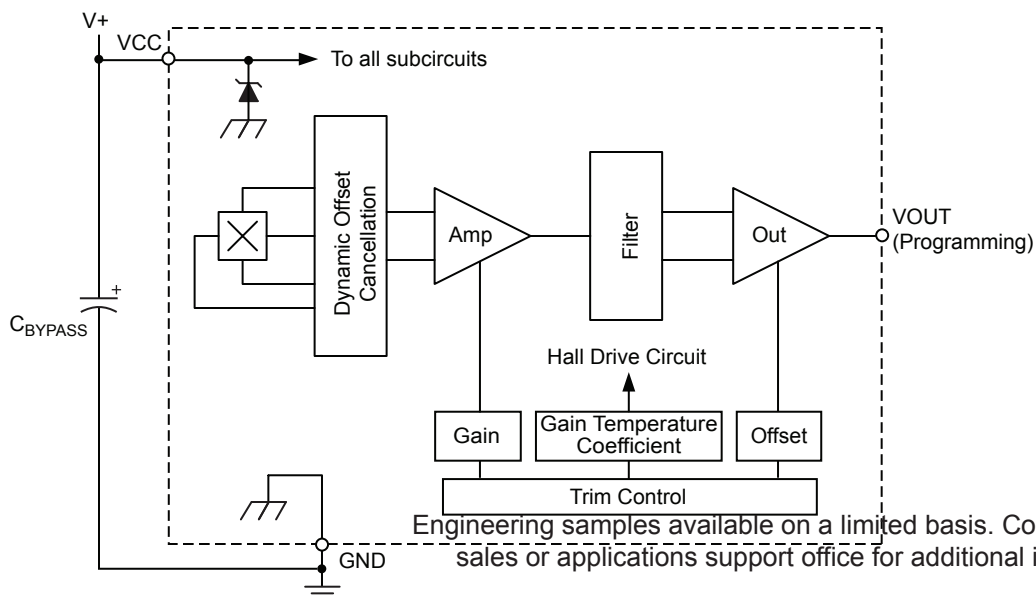 V+
VCC
To all subcircuits
Dynamic Offset
Cancellation
Amp
Filter
Out
VOUT
(Programming)
+
CBYPASS
Hall Drive Circuit
Gain
Gain Temperature
Coefficient
Offset
Trim Control
Engineering samples available on a limited basis. Co
sales or applications support office for additional i
GND